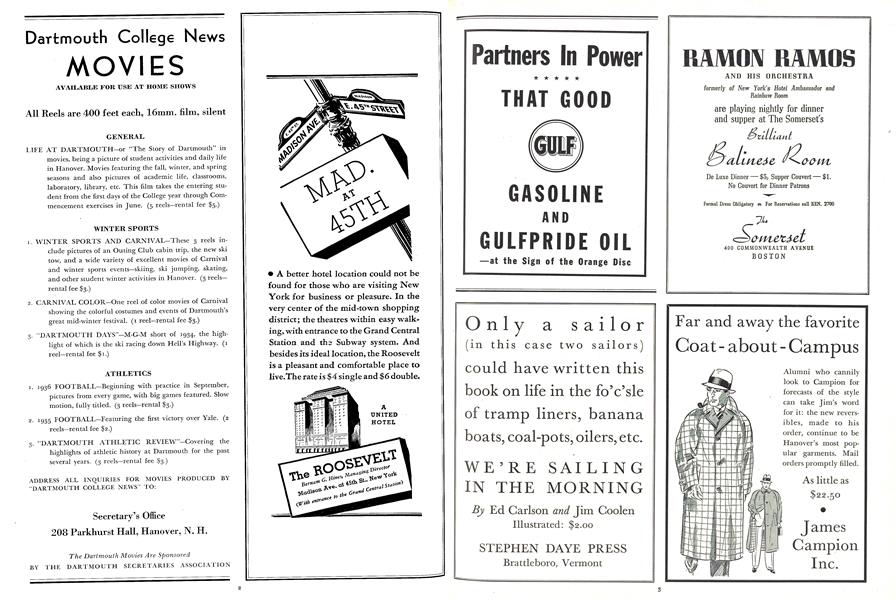 Dartmouth College News
MOVIES
AVAILABLE FOR USE AT HOME SHOWS
All Reels are 400 feet each, 16mm. film, silent
GENERAL
LIFE AT DARTMOUTH—or "The Story of Dartmouth" in
movies, being a picture of student activities and daily life
in Hanover. Movies featuring the fall, winter, and spring
seasons and also pictures of academic life, classrooms,
laboratory, library, etc. This film takes the entering stu-
dent from the first days of the College year through Com-
mencement exercises in June. (5 reels—rental fee $5.)
WINTER SPORTS
1. WINTER SPORTS AND CARNIVAL—These 3 reels in-
clude pictures of an Outing Club cabin trip, the new ski
tow, and a wide variety of excellent movies of Carnival
and winter sports events—skiing, ski jumping, skating,
and other student winter activities in Hanover. (3 reels—
rental fee $3.)
2. CARNIVAL COLOR—One reel of color movies of Carnival
showing the colorful costumes and events of Dartmouth's
great mid-winter festival. (1 reel—rental fee $3.)
3. "DARTMOUTH DAYS"—M-G-M short of 1934, the high-
light of which is the ski racing down Hell's Highway. (1
reel—rental fee $1.)
ATHLETICS
1. 1936 FOOTBALL—Beginning with practice in September,
pictures from every game, with big games featured. Slow
motion, fully titled. (3 reels—rental fee $3.)
2. 1935 FOOTBALL—Featuring the first victory over Yale. (2
reels—rental fee $2.)
3. "DARTMOUTH ATHLETIC REVIEW"—Covering the
highlights of athletic history at Dartmouth for the past
several years. (3 reels—rental fee $3.)
ADDRESS ALL INQUIRIES FOR MOVIES PRODUCED BY
"DARTMOUTH COLLEGE NEWS" TO:
Secretary's Office
208 Parkhurst Hall, Hanover, N. H.
The Dartmouth Movies Are Sponsored
BY THE DARTMOUTH SECRETARIES ASSOCIATION
MADISON AVE.
E. 45TH STREET
MAD.
AT
45TH
• A better hotel location could not be
found for those who are visiting New
York for business or pleasure. In the
very center of the mid-town shopping
district; the theatres within easy walk-
ing, with entrance to the Grand Central
Station and the Subway system. And
besides its ideal location, the Roosevelt
is a pleasant and comfortable place to
live. The rate is $4 single and $6 double.
A
UNITED
HOTEL
The ROOSEVELT
Bernam G. Hines, Managing Director
Madison Ave. at 45th St., New York
(With entrance to the Grand Central Station)
Partners In Power
★ ★ ★ ★ ★
THAT GOOD
GULF
GASOLINE
AND
GULFPRIDE OIL
—at the Sign of the Orange Disc
RAMON RAMOS
AND HIS ORCHESTRA
formerly of New York's Hotel Ambassador and
Rainbow Room
are playing nightly for dinner
and supper at The Somerset's
Brilliant
Balinese Room
De Luxe Dinner — $3, Supper Couvert — $1.
No Couvert for Dinner Patrons
Formal Dress Obligatory For Reservations call KEN. 2700
The
Somerset
400 COMMONWEALTH AVENUE
BOSTON
Only a sailor
(in this case two sailors)
could have written this
book on life in the fo'c'sle
of tramp liners, banana
boats, coal-pots, oilers, etc.
WE'RE SAILING
IN THE MORNING
By Ed Carlson and Jim Coolen
Illustrated: $2.00
STEPHEN DAYE PRESS
Brattleboro, Vermont
Far and away the favorite
Coat-about-Campus
Alumni who cannily
look to Campion for
forecasts of the style
can take Jim's word
for it: the new revers-
ibles, made to his
order, continue to be
Hanover's most pop-
ular garments. Mail
orders promptly filled.
As little as
$22.50
•
James
Campion
Inc.
2
3